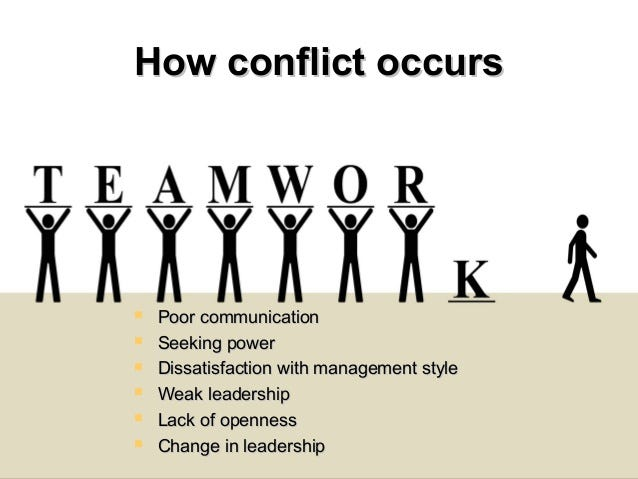 How conflict occurs
T E A M W O R
K
Poor communication
Seeking power
Dissatisfaction with management style
Weak leadership
Lack of openness
Change in leadership